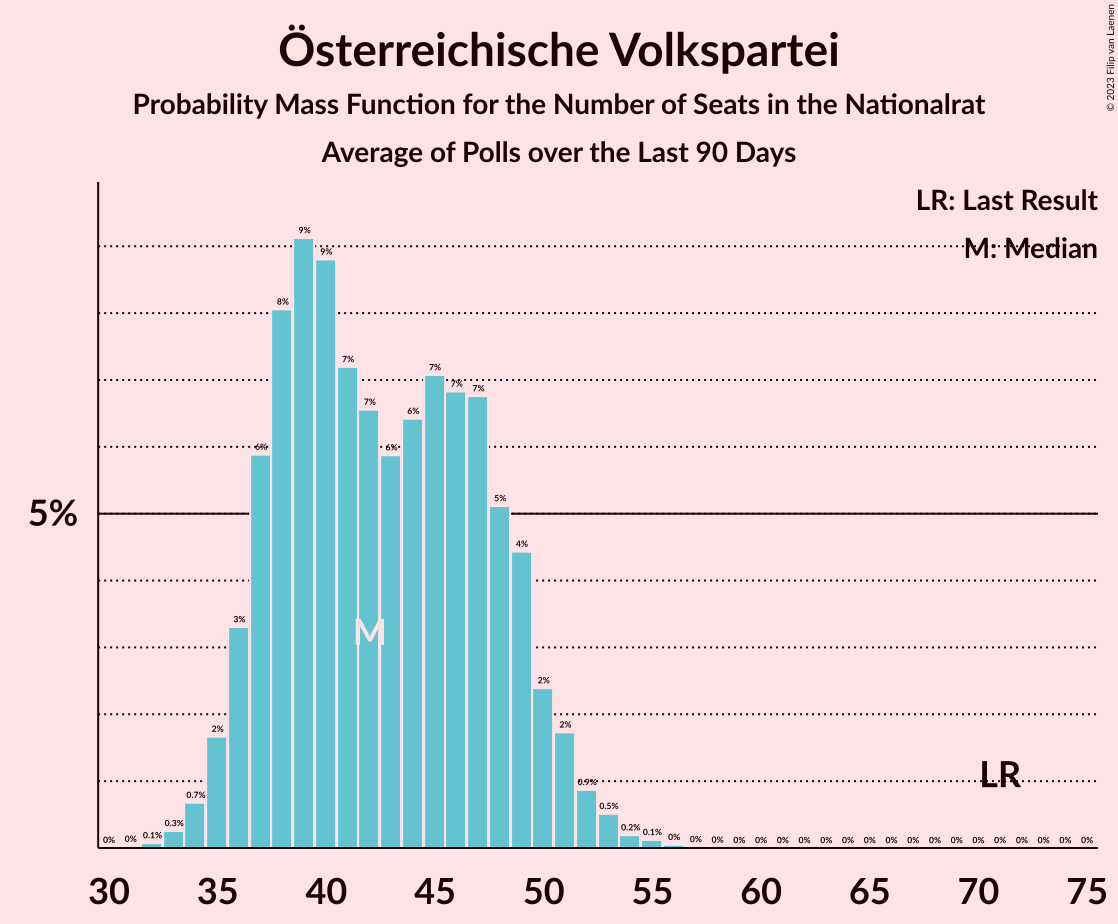 Österreichische Volkspartei
Probability Mass Function for the Number of Seats in the Nationalrat
Average of Polls over the Last 90 Days
© 2023 Filip van Laenen
LR: Last Result
M: Median
5%
0% 0% 0.1% 0.3% 0.7% 2% 3% 6% 8% 9% 9% 7% 7% 6% 6% 7% 7% 7% 5% 4% 2% 2% 0.9% 0.5% 0.2% 0.1% 0% 0% 0% 0% 0% 0% 0% 0% 0% 0% 0% 0% 0% 0% 0% 0% 0% 0% 0% 0%
M
LR
30 35 40 45 50 55 60 65 70 75